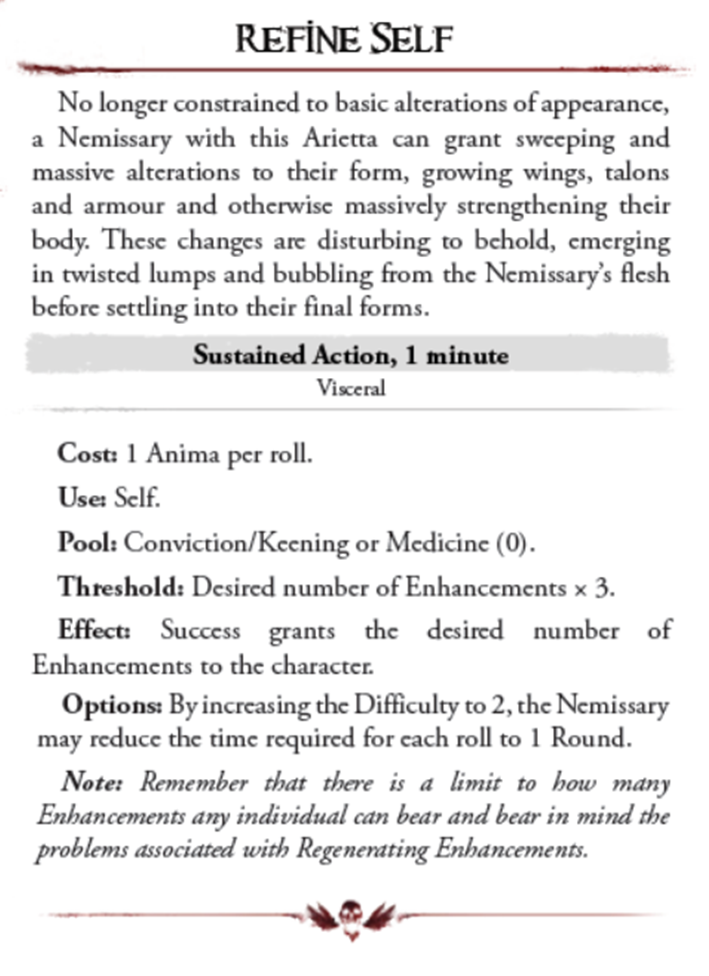 REFINE SELF
No longer constrained to basic alterations of appearance,
a Nemissary with this Arietta can grant sweeping and
massive alterations to their form, growing wings, talons
and armour and otherwise massively strengthening their
body. These changes are disturbing to behold, emerging
in twisted lumps and bubbling from the Nemissary's flesh
before settling into their final forms.
Sustained Action, 1 minute
Visceral
Cost: 1 Anima per roll.
Use: Self.
Pool: Conviction/Keening or Medicine (0).
Threshold: Desired number of Enhancements × 3.
Effect: Success grants the desired number of
Enhancements to the character.
Options: By increasing the Difficulty to 2, the Nemissary
may reduce the time required for each roll to 1 Round.
Note: Remember that there is a limit to how many
Enhancements any individual can bear and bear in mind the
problems associated with Regenerating Enhancements.